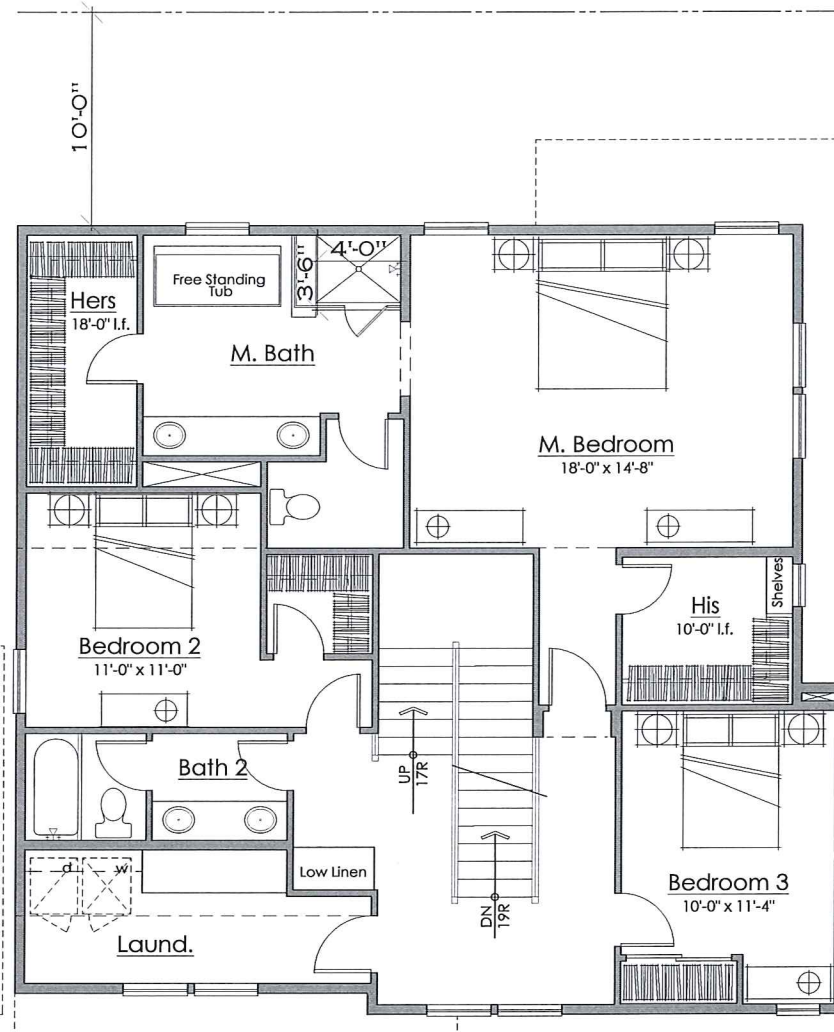 10'-0"
4'-0"
3'-6"
Free Standing
Tub
Hers
18'-0" l.f.
M. Bath
M. Bedroom
18'-0" x 14'-8"
Shelves
His
10'-0" l.f.
Bedroom 2
11'-0" x 11'-0"
Bath 2
UP
17R
Low Linen
d
w
DN
19R
Bedroom 3
10'-0" x 11'-4"
Laund.